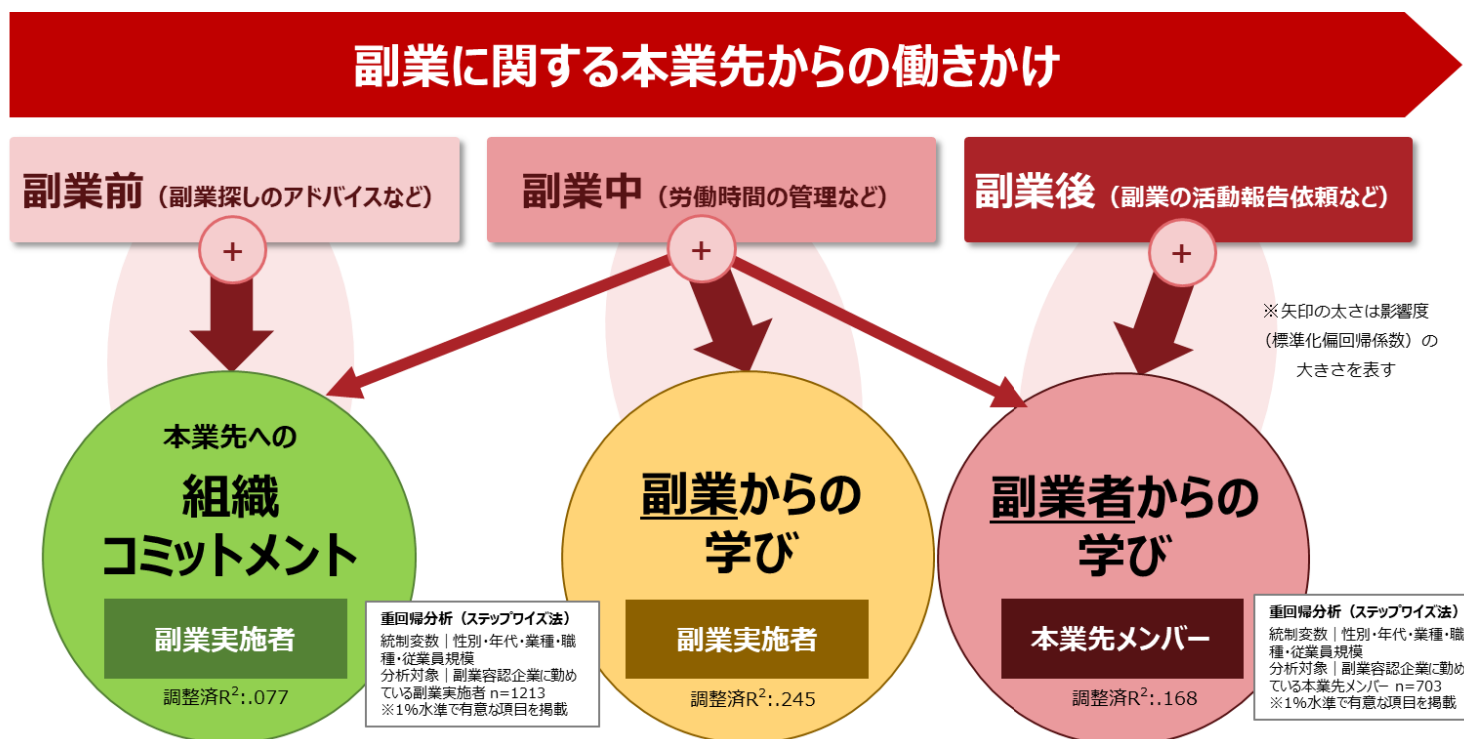 副業に関する本業先からの働きかけ
副業前（副業探しのアドバイスなど）
副業中（労働時間の管理など）
副業後（副業の活動報告依頼など）
+
+
+
※矢印の太さは影響度
（標準化偏回帰係数）の
大きさを表す
本業先への
組織
コミットメント
副業実施者
調整済R²:.077
重回帰分析（ステップワイズ法）
統制変数｜性別・年代・業種・職
種・従業員規模
分析対象｜副業容認企業に勤め
ている副業実施者 n=1213
※1%水準で有意な項目を掲載
副業からの
学び
副業実施者
調整済R²:.245
副業者からの
学び
本業先メンバー
調整済R²:.168
重回帰分析（ステップワイズ法）
統制変数｜性別・年代・業種・職
種・従業員規模
分析対象｜副業容認企業に勤め
ている本業先メンバー n=703
※1%水準で有意な項目を掲載